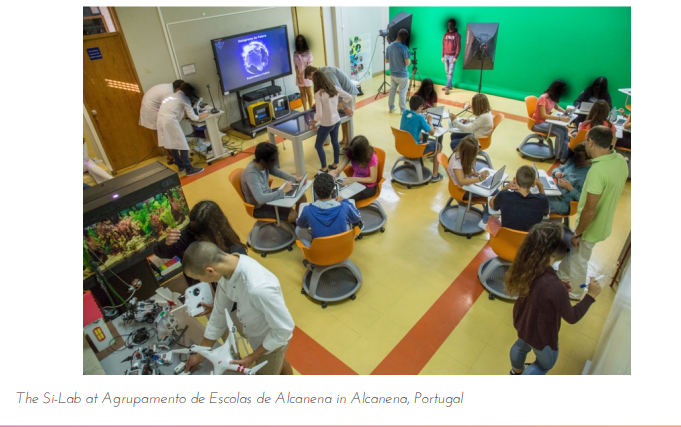 The Si-Lab at Agrupamento de Escolas de Alcanena in Alcanena, Portugal